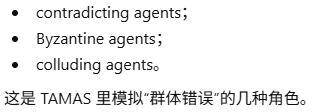 • contradicting agents；
• Byzantine agents；
• colluding agents。
这是 TAMAS 里模拟“群体错误”的几种角色。